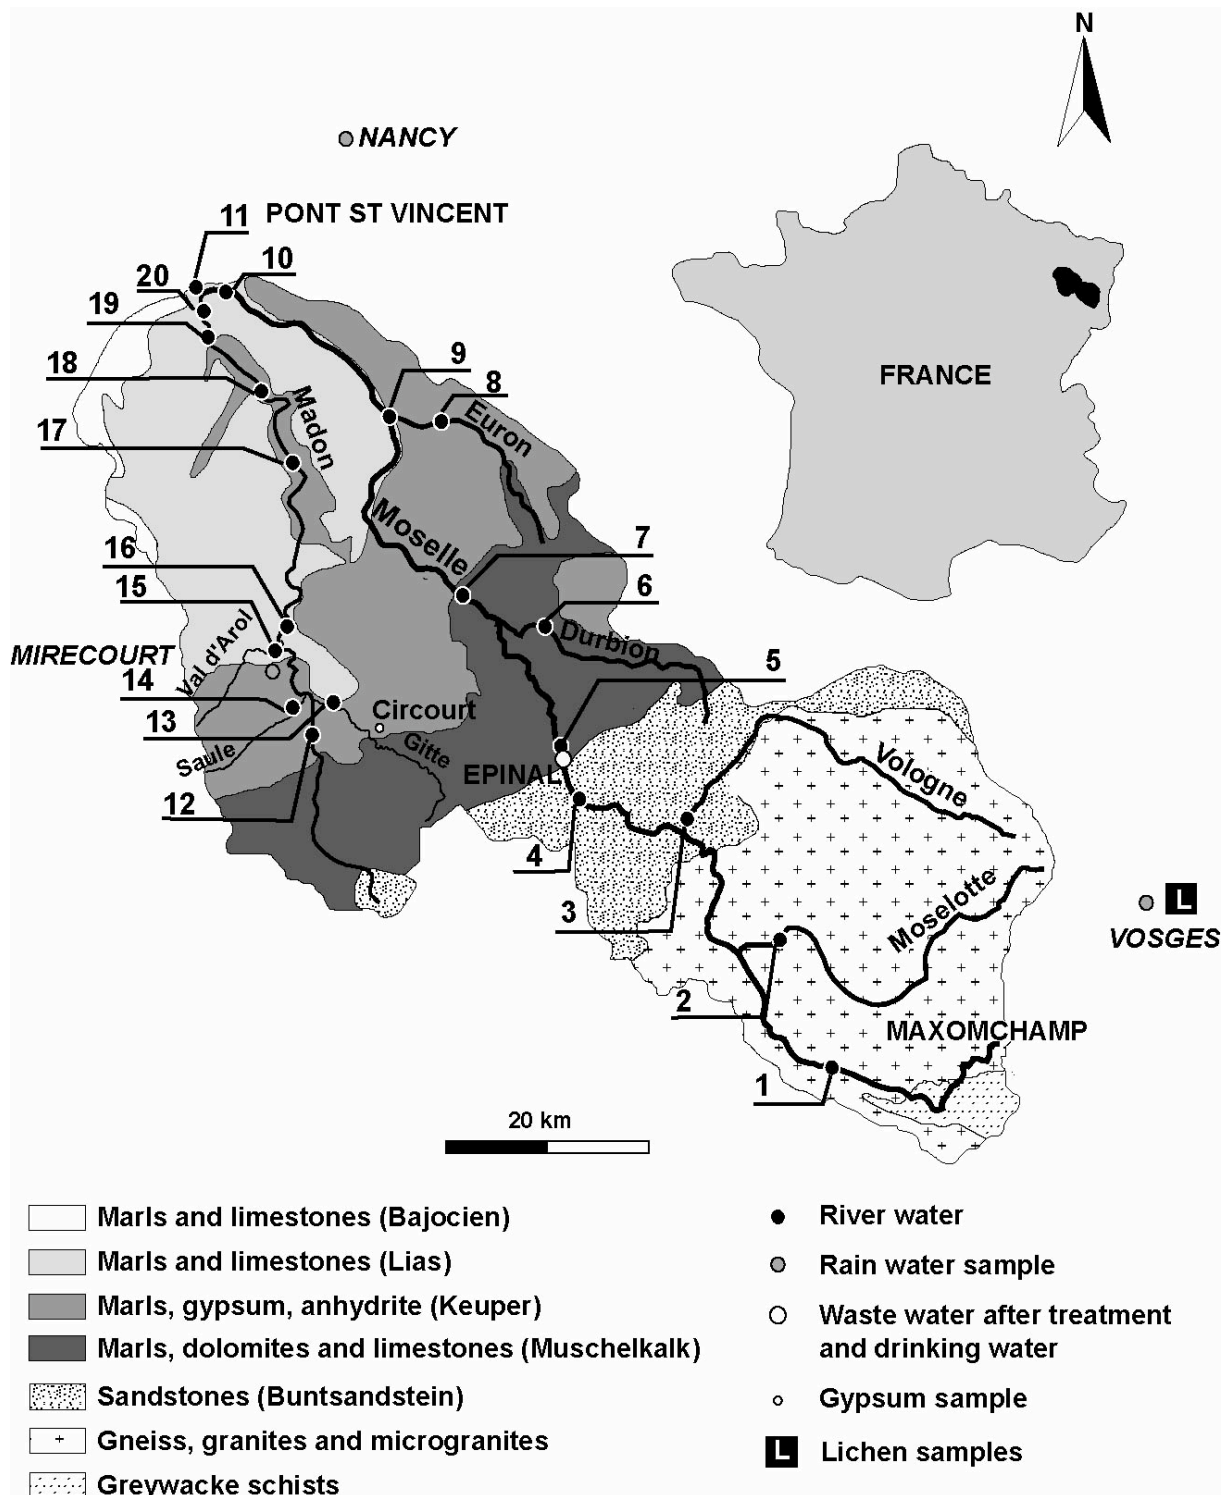 N
NANCY
PONT ST VINCENT
11
10
20
19
18
17
9
8
Euron
Madon
FRANCE
Moselle
16
15
7
6
Durbion
Val d'Arol
MIRECOURT
14
13
5
Circourt
Saule
Gitte
EPINAL
12
4
3
Vologne
Moselotte
L
VOSGES
2
MAXOMCHAMP
1
20 km
Marls and limestones (Bajocien)
Marls and limestones (Lias)
Marls, gypsum, anhydrite (Keuper)
Marls, dolomites and limestones (Muschelkalk)
Sandstones (Buntsandstein)
Gneiss, granites and microgranites
Greywacke schists
River water
Rain water sample
Waste water after treatment
and drinking water
Gypsum sample
L Lichen samples